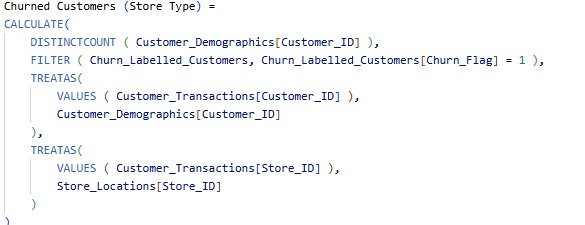 Churned Customers (Store Type) =
CALCULATE(
DISTINCTCOUNT ( Customer_Demographics[Customer_ID] ),
FILTER ( Churn_Labelled_Customers, Churn_Labelled_Customers[Churn_Flag] = 1 ),
TREATAS(
VALUES ( Customer_Transactions[Customer_ID] ),
Customer_Demographics[Customer_ID]
),
TREATAS(
VALUES ( Customer_Transactions[Store_ID] ),
Store_Locations[Store_ID]
)
)